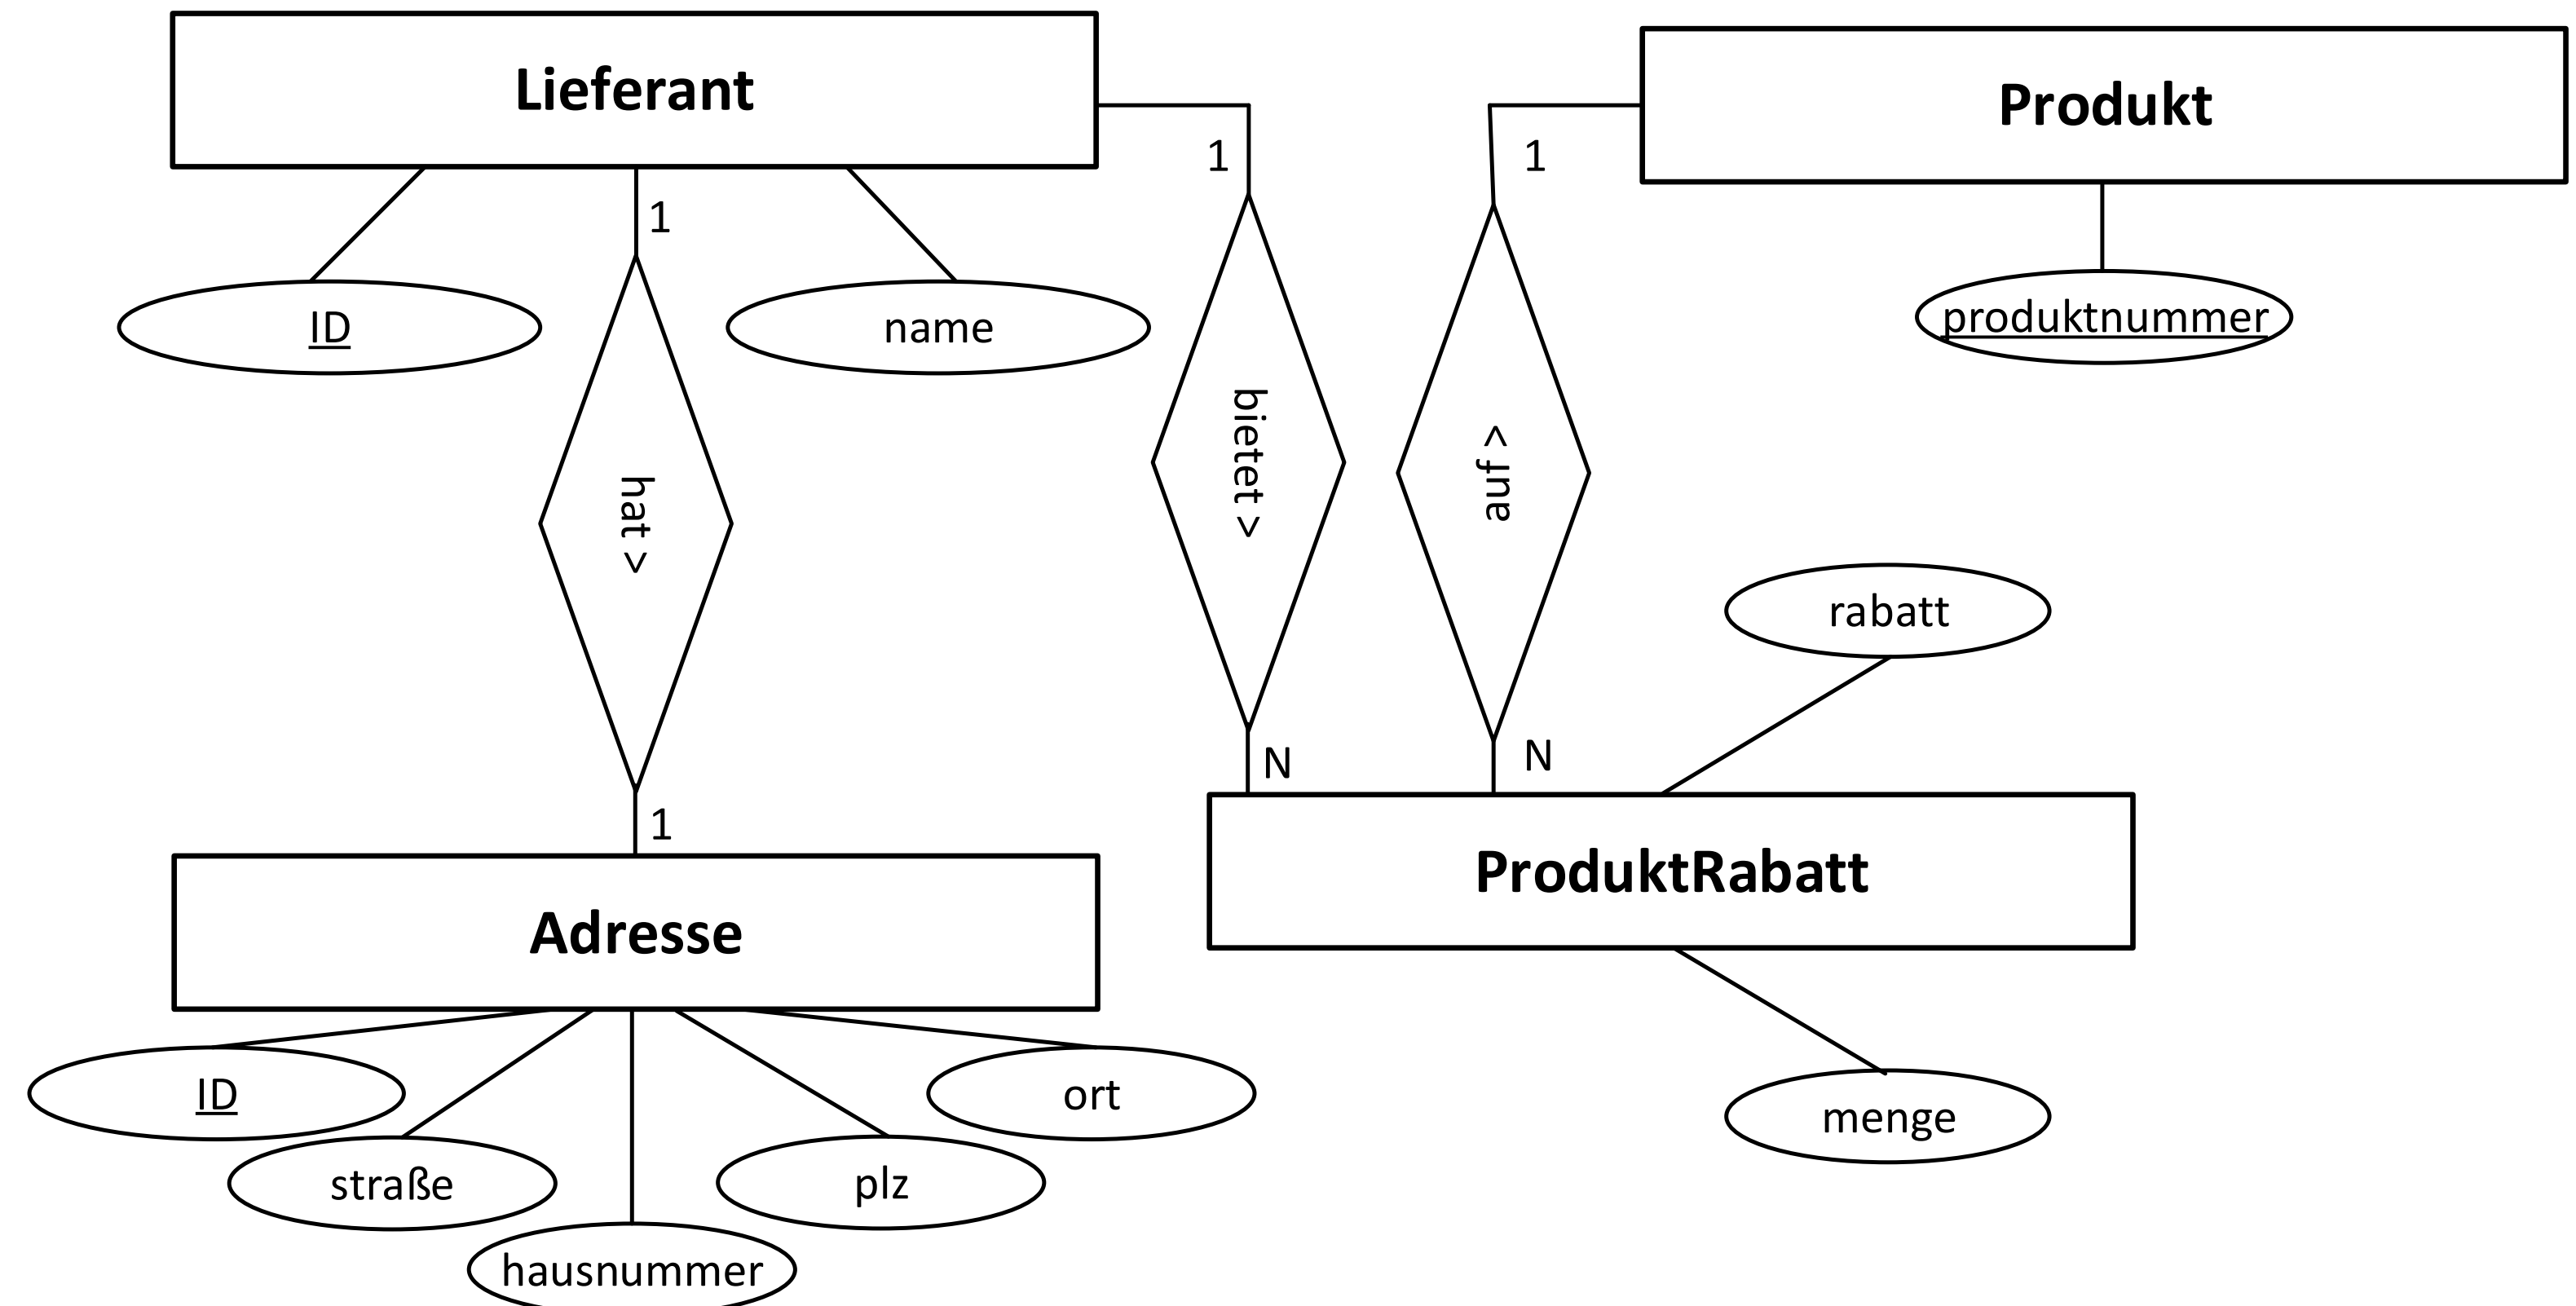 Lieferant
Produkt
1
1
1
ID
name
produktnummer
hat >
bietet >
auf >
rabatt
N
N
1
ProduktRabatt
Adresse
ID
ort
menge
straße
plz
hausnummer